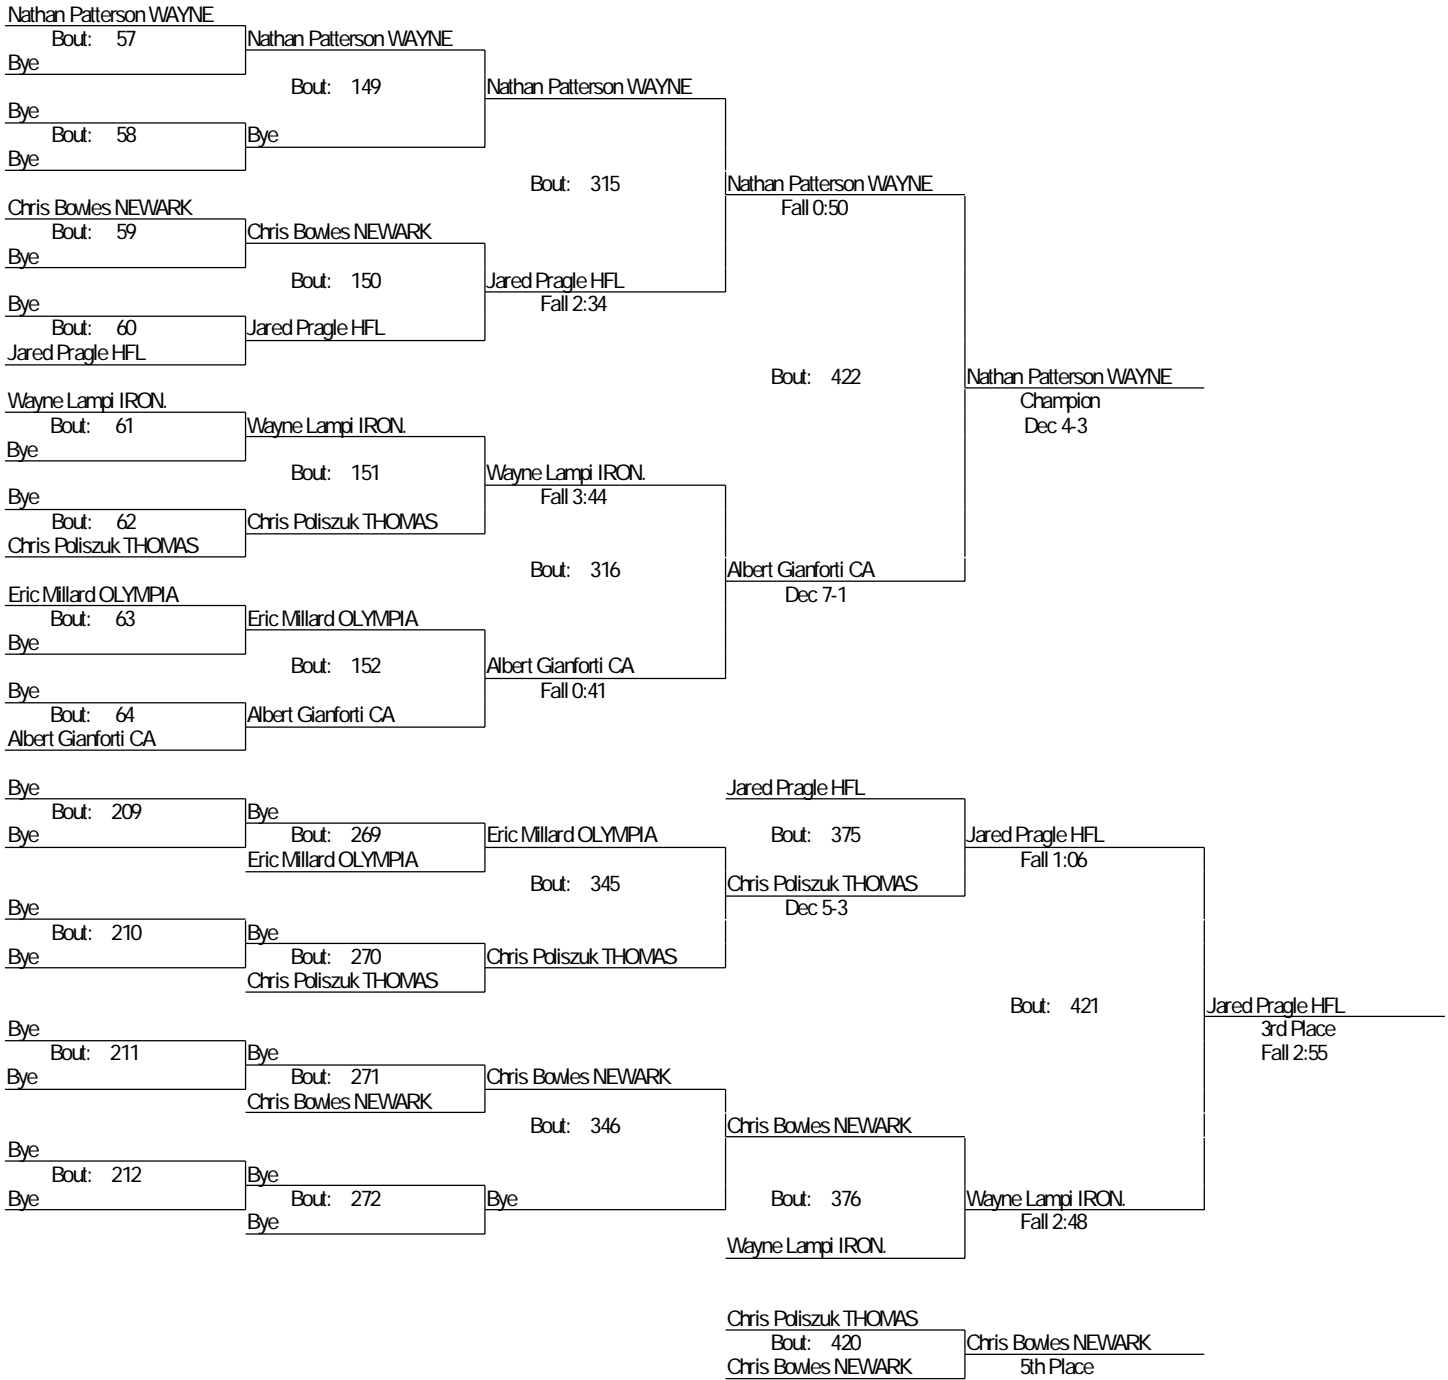 Nathan Patterson WAYNE
Bout: 57 Nathan Patterson WAYNE
Bye
Bout: 149 Nathan Patterson WAYNE
Bye
Bout: 58 Bye
Bye
Bout: 315 Nathan Patterson WAYNE
Chris Bowles NEWARK Fall 0:50
Bout: 59 Chris Bowles NEWARK
Bye
Bout: 150 Jared Pragle HFL
Bye Fall 2:34
Bout: 60 Jared Pragle HFL
Jared Pragle HFL
Bout: 422 Nathan Patterson WAYNE
Wayne Lampi IRON. Champion
Bout: 61 Wayne Lampi IRON. Dec 4-3
Bye
Bout: 151 Wayne Lampi IRON.
Bye Fall 3:44
Bout: 62 Chris Poliszuk THOMAS
Chris Poliszuk THOMAS
Bout: 316 Albert Gianforti CA
Eric Millard OLYMPIA Dec 7-1
Bout: 63 Eric Millard OLYMPIA
Bye
Bout: 152 Albert Gianforti CA
Bye Fall 0:41
Bout: 64 Albert Gianforti CA
Albert Gianforti CA
Bye Jared Pragle HFL
Bout: 209 Bye
Bye Bout: 269 Eric Millard OLYMPIA Bout: 375 Jared Pragle HFL
Eric Millard OLYMPIA Fall 1:06
Bout: 345 Chris Poliszuk THOMAS
Bye Dec 5-3
Bout: 210 Bye
Bye Bout: 270 Chris Poliszuk THOMAS
Chris Poliszuk THOMAS
Bout: 421 Jared Pragle HFL
Bye 3rd Place
Bout: 211 Bye Fall 2:55
Bye Bout: 271 Chris Bowles NEWARK
Chris Bowles NEWARK
Bout: 346 Chris Bowles NEWARK
Bye
Bout: 212 Bye
Bye Bout: 272 Bye Bout: 376 Wayne Lampi IRON.
Bye Fall 2:48
Wayne Lampi IRON.
Chris Poliszuk THOMAS
Bout: 420 Chris Bowles NEWARK
Chris Bowles NEWARK 5th Place